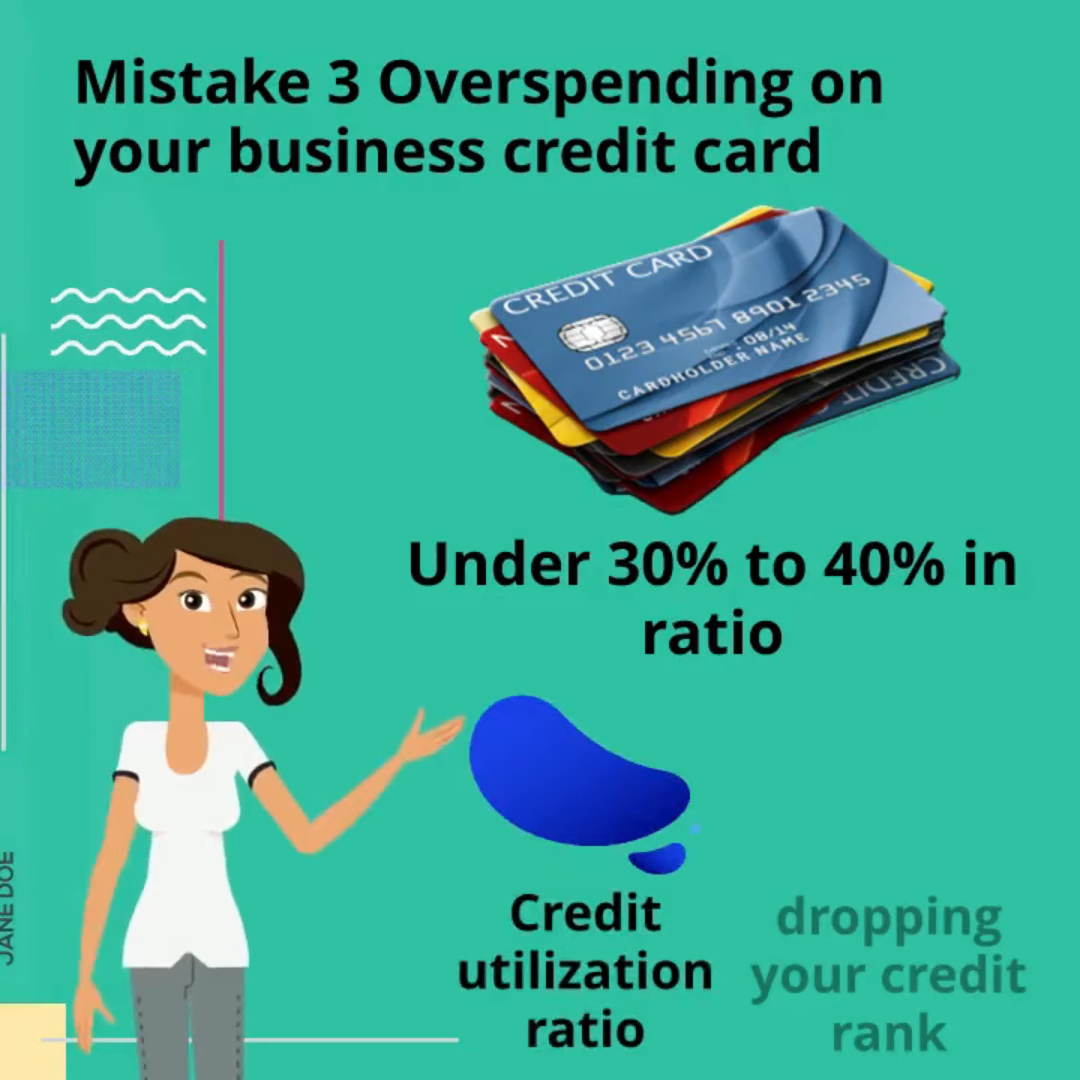 Mistake 3 Overspending on
your business credit card
CREDIT CARD
0123 4567 8901 2345
08/14
CARDHOLDER NAME
CREDIT C
Under 30% to 40% in
ratio
JANE DOE
Credit
utilization
ratio
dropping
your credit
rank